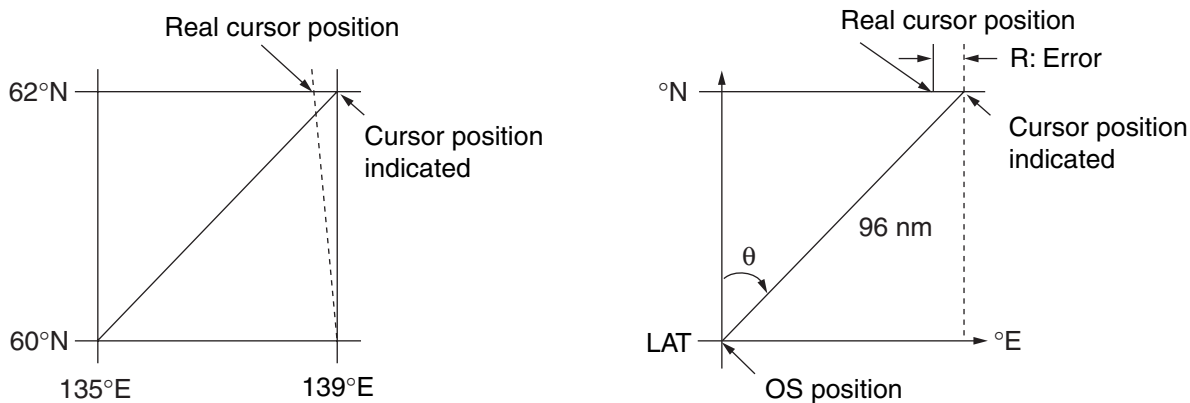 Real cursor position
62°N
Cursor position
indicated
60°N
135°E
139°E
Real cursor position
R: Error
°N
Cursor position
indicated
96 nm
θ
LAT
°E
OS position